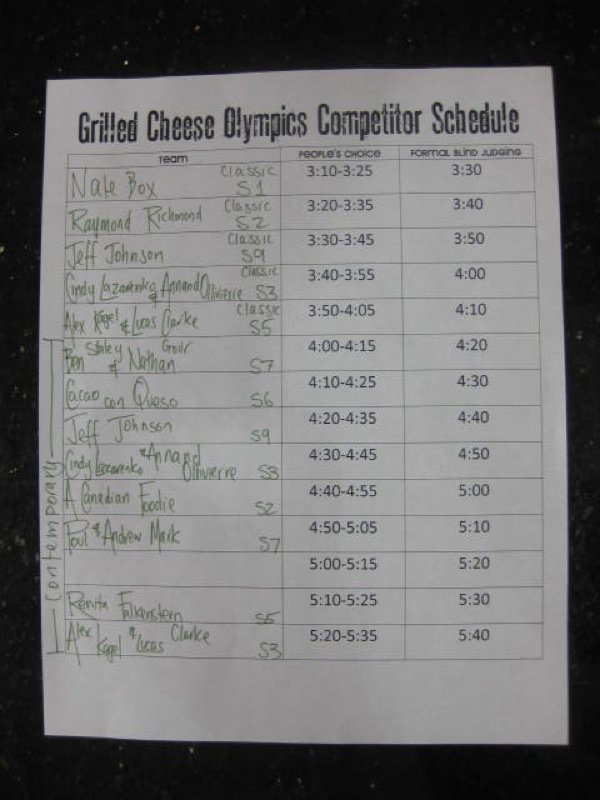 Grilled Cheese Olympics Competitor Schedule
TEAM PEOPLE'S CHOICE FORMAL BLIND JUDGING
Nate Box Classic S1 3:10-3:25 3:30
Raymond Richmond Classic S2 3:20-3:35 3:40
Jeff Johnson Classic S9 3:30-3:45 3:50
Cindy Lazarenko & Annand Ollivierre Classic S3 3:40-3:55 4:00
Alex Kagel & Lucas Clarke Classic S5 3:50-4:05 4:10
Contemporary
Ben Staley & Nathan Gour S7 4:00-4:15 4:20
Cacao con Queso S6 4:10-4:25 4:30
Jeff Johnson S9 4:20-4:35 4:40
Cindy Lazarenko & Annand Ollivierre S3 4:30-4:45 4:50
A Canadian Foodie S2 4:40-4:55 5:00
Poul & Andrew Mark S7 4:50-5:05 5:10
5:00-5:15 5:20
Renita Falkenstern S5 5:10-5:25 5:30
Alex Kagel & Lucas Clarke S3 5:20-5:35 5:40